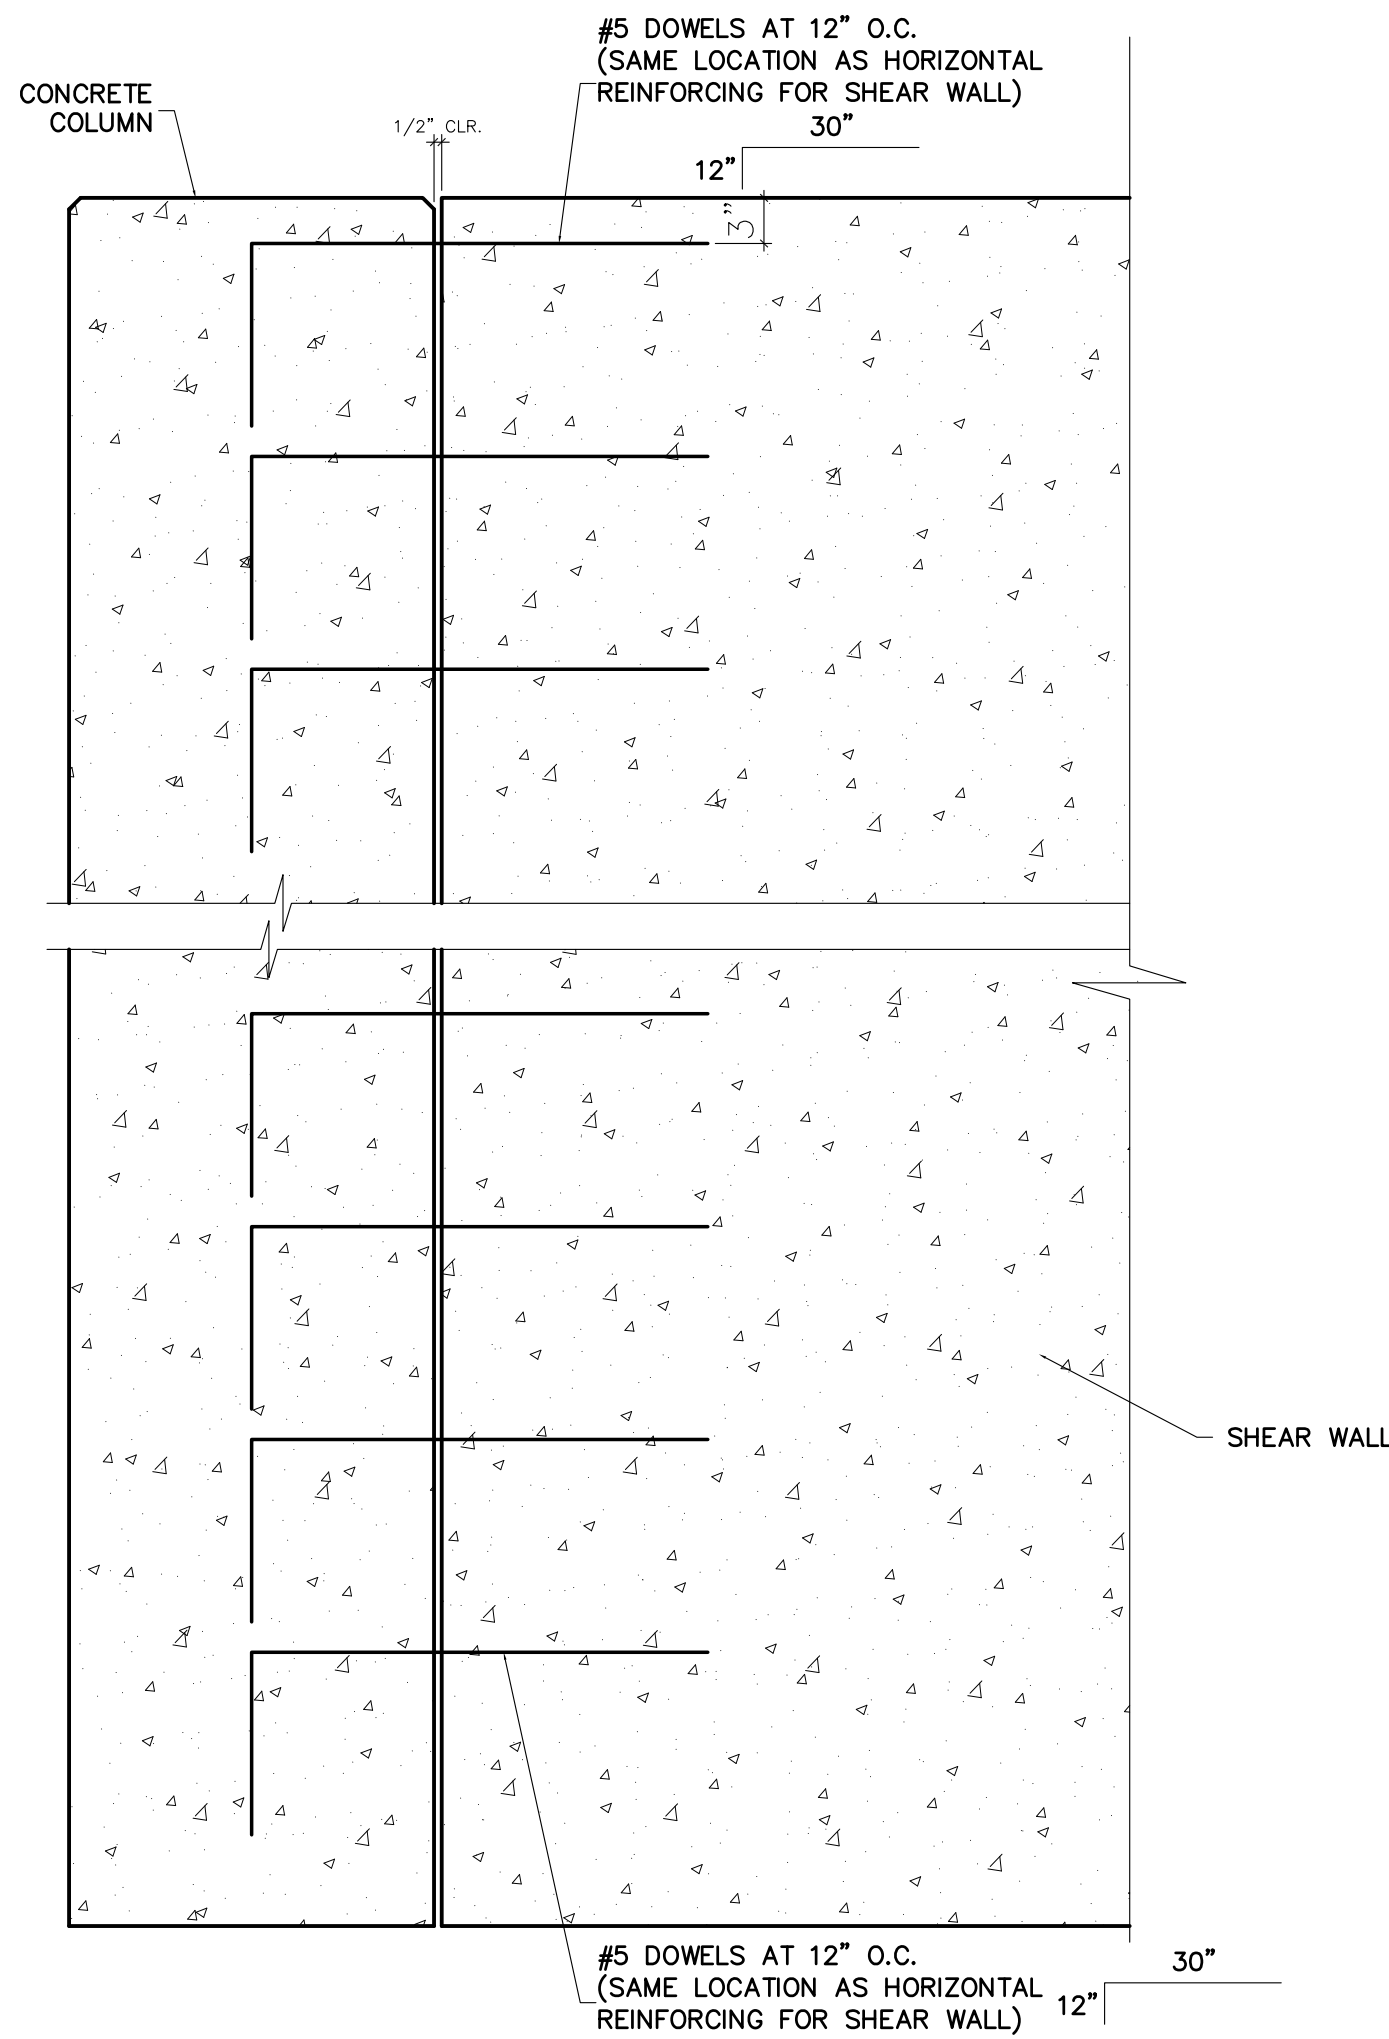 #5 DOWELS AT 12" O.C.
(SAME LOCATION AS HORIZONTAL
REINFORCING FOR SHEAR WALL)
30"
12"
CONCRETE
COLUMN
1/2" CLR.
3"
SHEAR WALL
#5 DOWELS AT 12" O.C.
(SAME LOCATION AS HORIZONTAL
REINFORCING FOR SHEAR WALL)
30"
12"